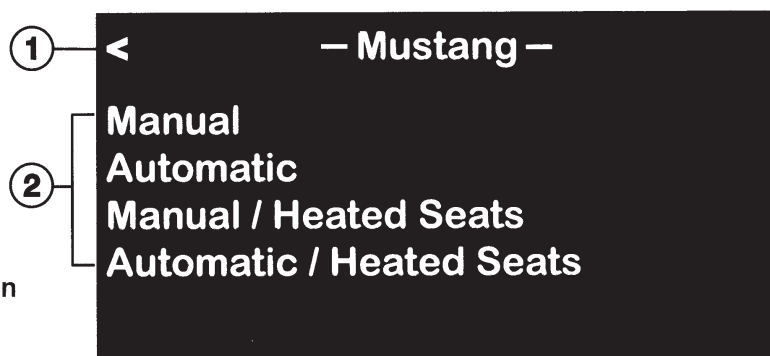 1 < – Mustang –
Manual
Automatic
2
Manual / Heated Seats
Automatic / Heated Seats
n